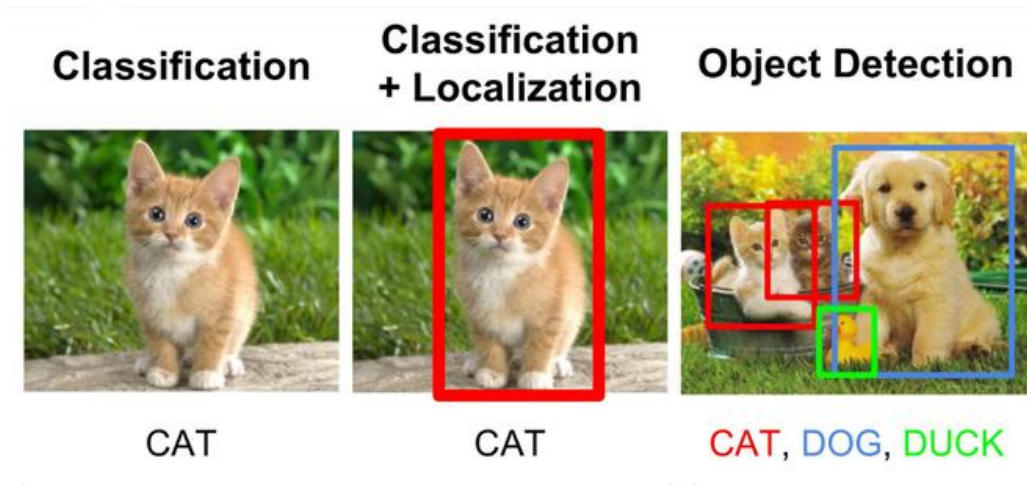 Classification
Classification
+ Localization
Object Detection
CAT
CAT
CAT, DOG, DUCK